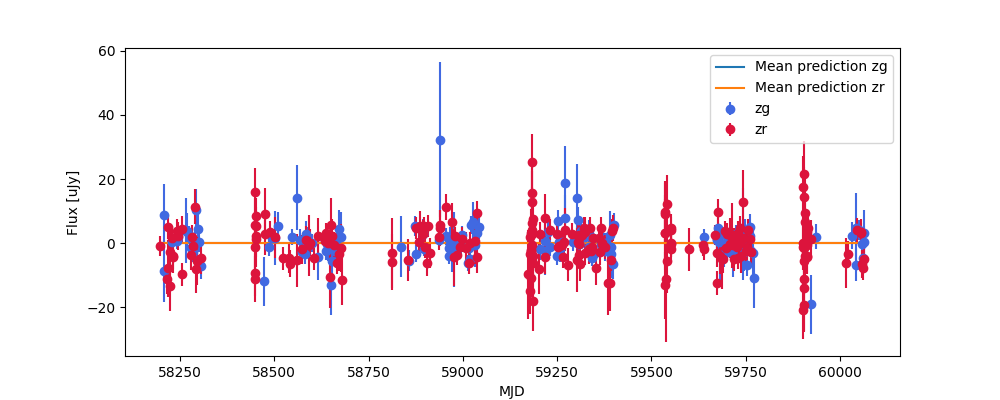 60
40
20
0
−20
Flux [uJy]
58250
58500
58750
59000
59250
59500
59750
60000
MJD
Mean prediction zg
Mean prediction zr
zg
zr